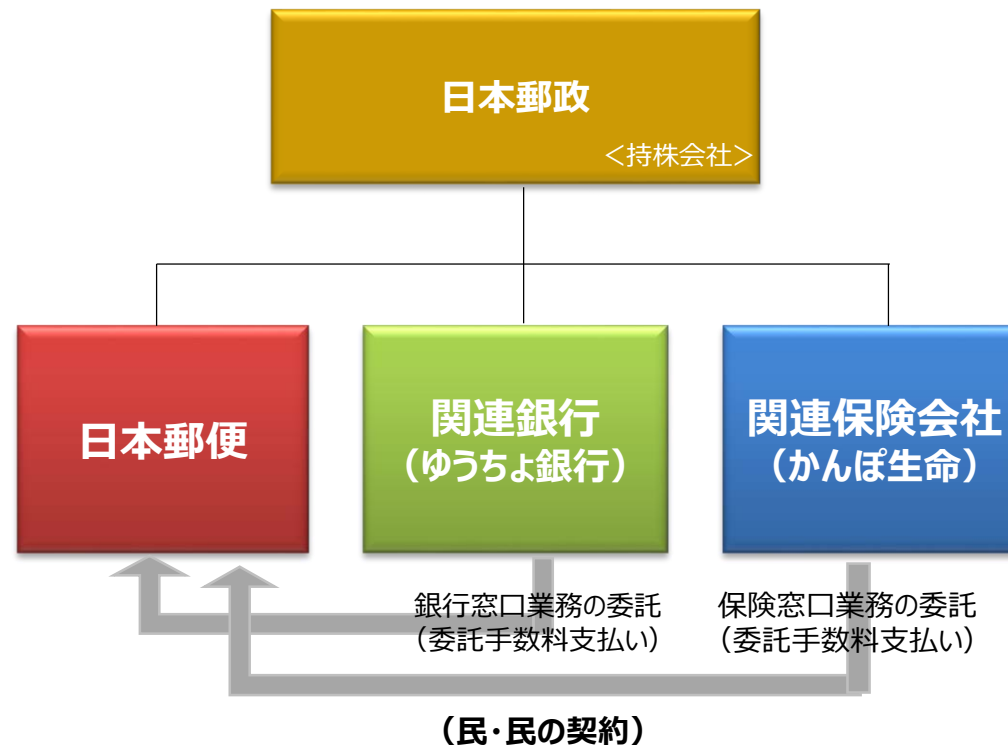 日本郵政
＜持株会社＞
日本郵便
関連銀行
（ゆうちょ銀行）
関連保険会社
（かんぽ生命）
銀行窓口業務の委託
（委託手数料支払い）
保険窓口業務の委託
（委託手数料支払い）
（民・民の契約）